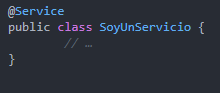 @Service
public class SoyUnServicio {
// …
}